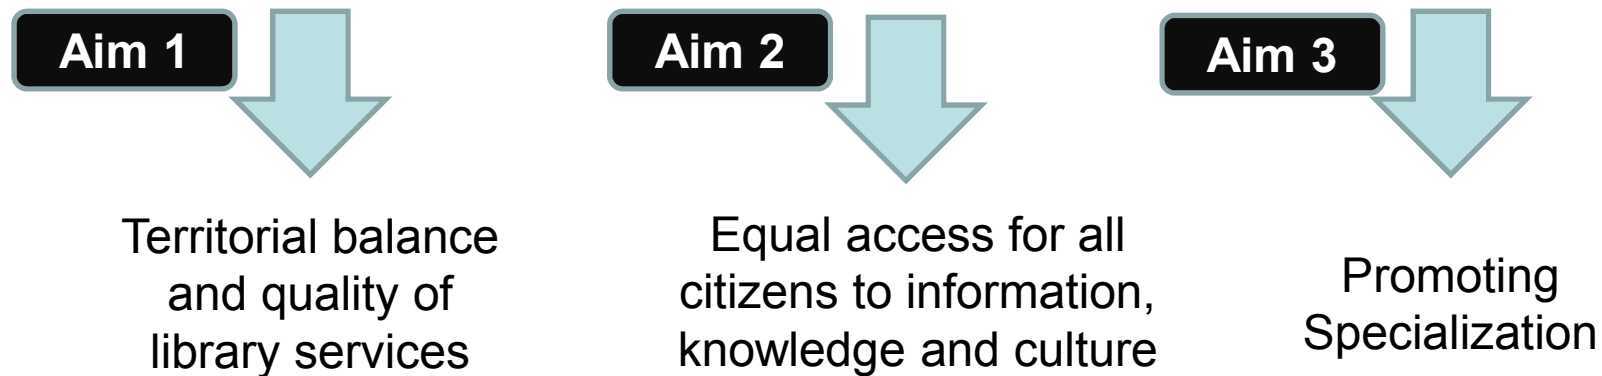 Aim 1
Territorial balance
and quality of
library services
Aim 2
Equal access for all
citizens to information,
knowledge and culture
Aim 3
Promoting
Specialization